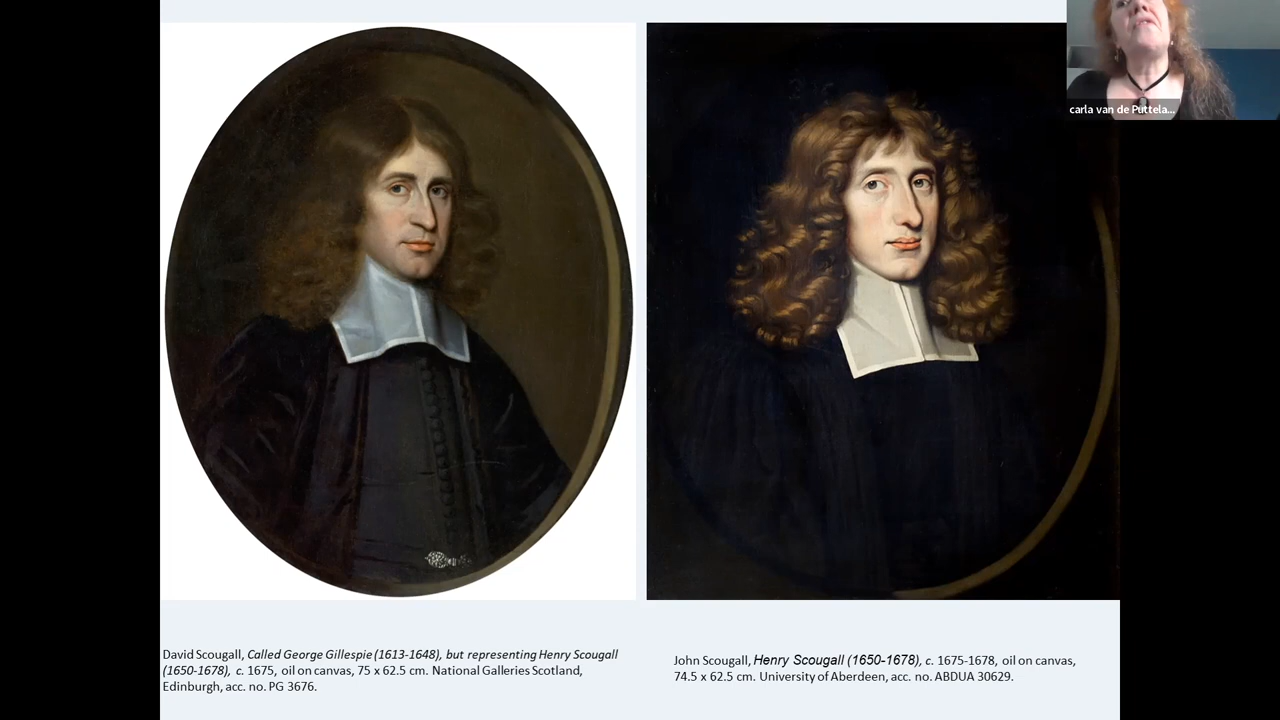 carla van de Puttela...
David Scougall, Called George Gillespie (1613-1648), but representing Henry Scougall
(1650-1678), c. 1675, oil on canvas, 75 x 62.5 cm. National Galleries Scotland,
Edinburgh, acc. no. PG 3676.
John Scougall, Henry Scougall (1650-1678), c. 1675-1678, oil on canvas,
74.5 x 62.5 cm. University of Aberdeen, acc. no. ABDUA 30629.